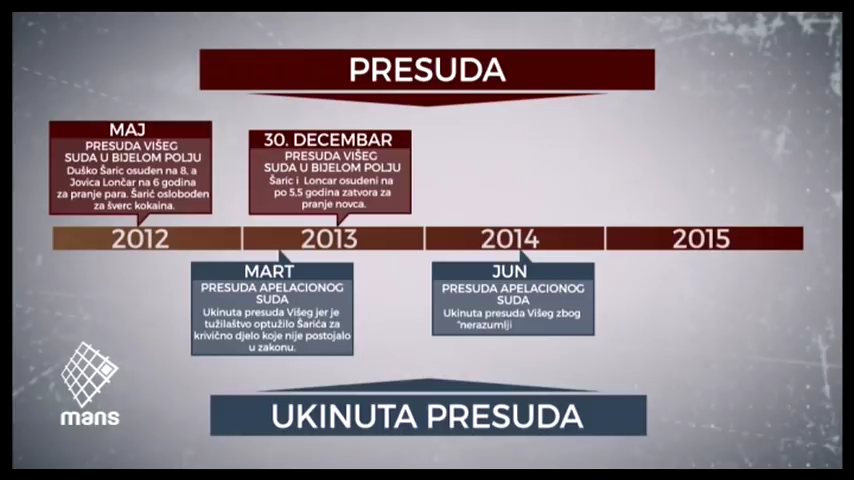 PRESUDA
MAJ
PRESUDA VIŠEG
SUDA U BIJELOM POLJU
Duško Šaric osuđen na 8, a
Jovica Lončar na 6 godina
za pranje para. Šarić oslobođen
za šverc kokaina.
30. DECEMBAR
PRESUDA VIŠEG
SUDA U BIJELOM POLJU
Šaric i Loncar osudeni na
po 5,5 godina zatvora za
pranje novca.
2012
2013
2014
2015
MART
PRESUDA APELACIONOG
SUDA
Ukinuta presuda Višeg jer je
tužilaštvo optužilo Šarića za
krivično djelo koje nije postojalo
u zakonu.
JUN
PRESUDA APELACIONOG
SUDA
Ukinuta presuda Višeg zbog
"nerazumlji
mans
UKINUTA PRESUDA